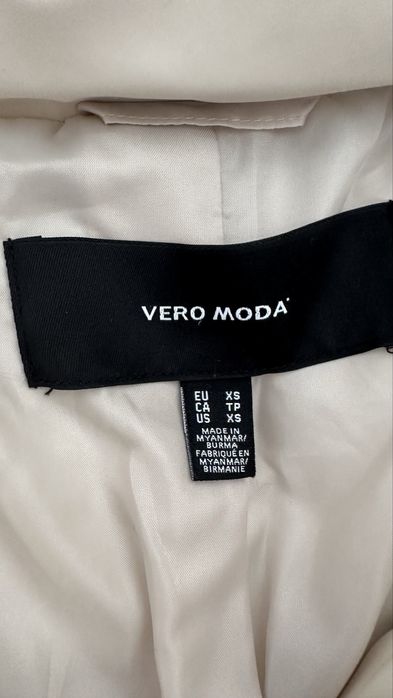 VERO MODA
EU XS
CA TP
US XS
MADE IN
MYANMAR/
BURMA
FABRIQUÉ EN
MYANMAR/
BIRMANIE